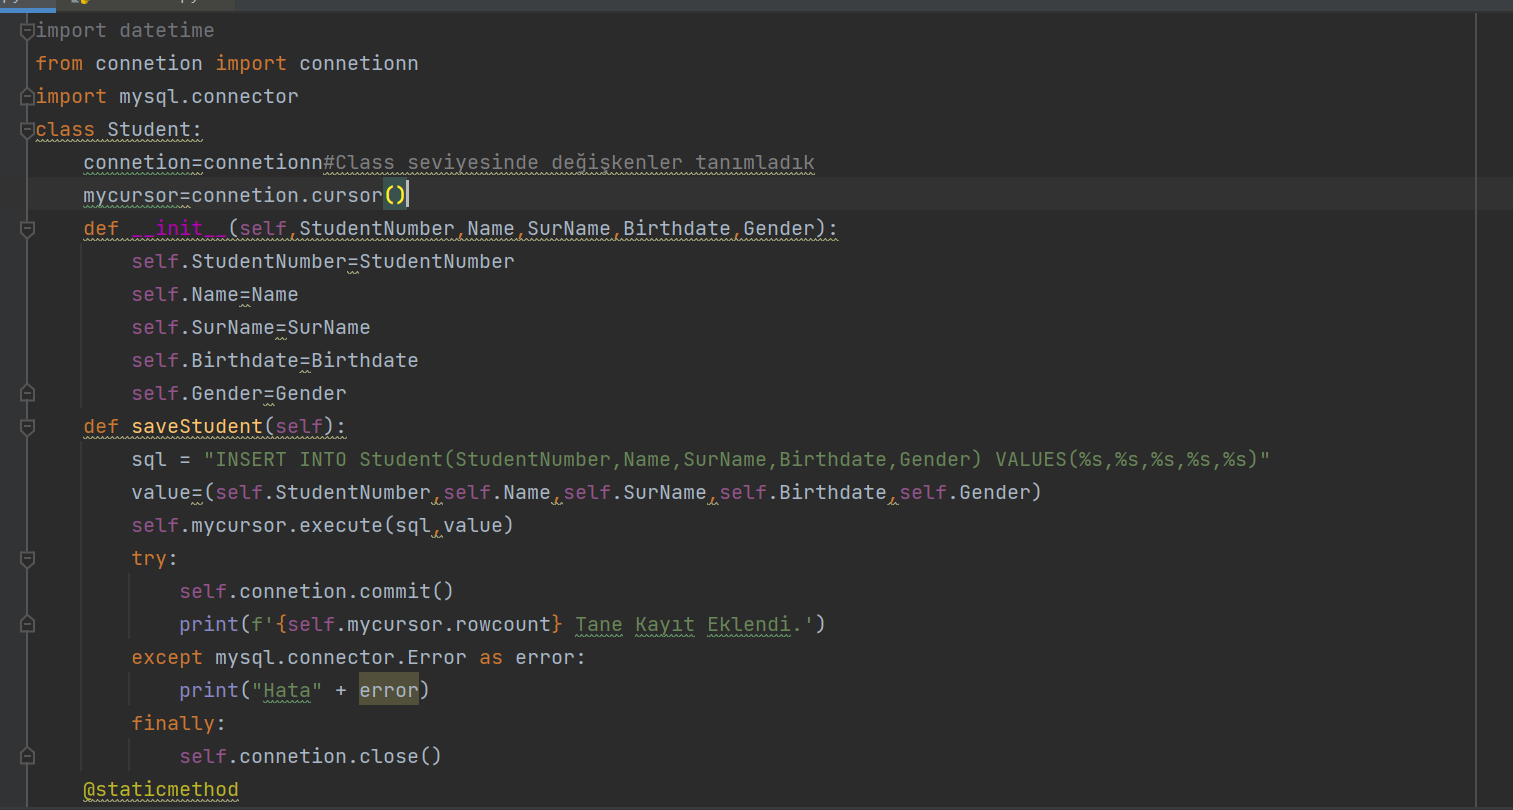 import datetime
from connetion import connetionn
import mysql.connector
class Student:
    connetion=connetionn#Class seviyesinde değişkenler tanımladık
    mycursor=connetion.cursor()
    def __init__(self,StudentNumber,Name,SurName,Birthdate,Gender):
        self.StudentNumber=StudentNumber
        self.Name=Name
        self.SurName=SurName
        self.Birthdate=Birthdate
        self.Gender=Gender
    def saveStudent(self):
        sql = "INSERT INTO Student(StudentNumber,Name,SurName,Birthdate,Gender) VALUES(%s,%s,%s,%s,%s)"
        value=(self.StudentNumber,self.Name,self.SurName,self.Birthdate,self.Gender)
        self.mycursor.execute(sql,value)
        try:
            self.connetion.commit()
            print(f'{self.mycursor.rowcount} Tane Kayıt Eklendi.')
        except mysql.connector.Error as error:
            print("Hata" + error)
        finally:
            self.connetion.close()
    @staticmethod